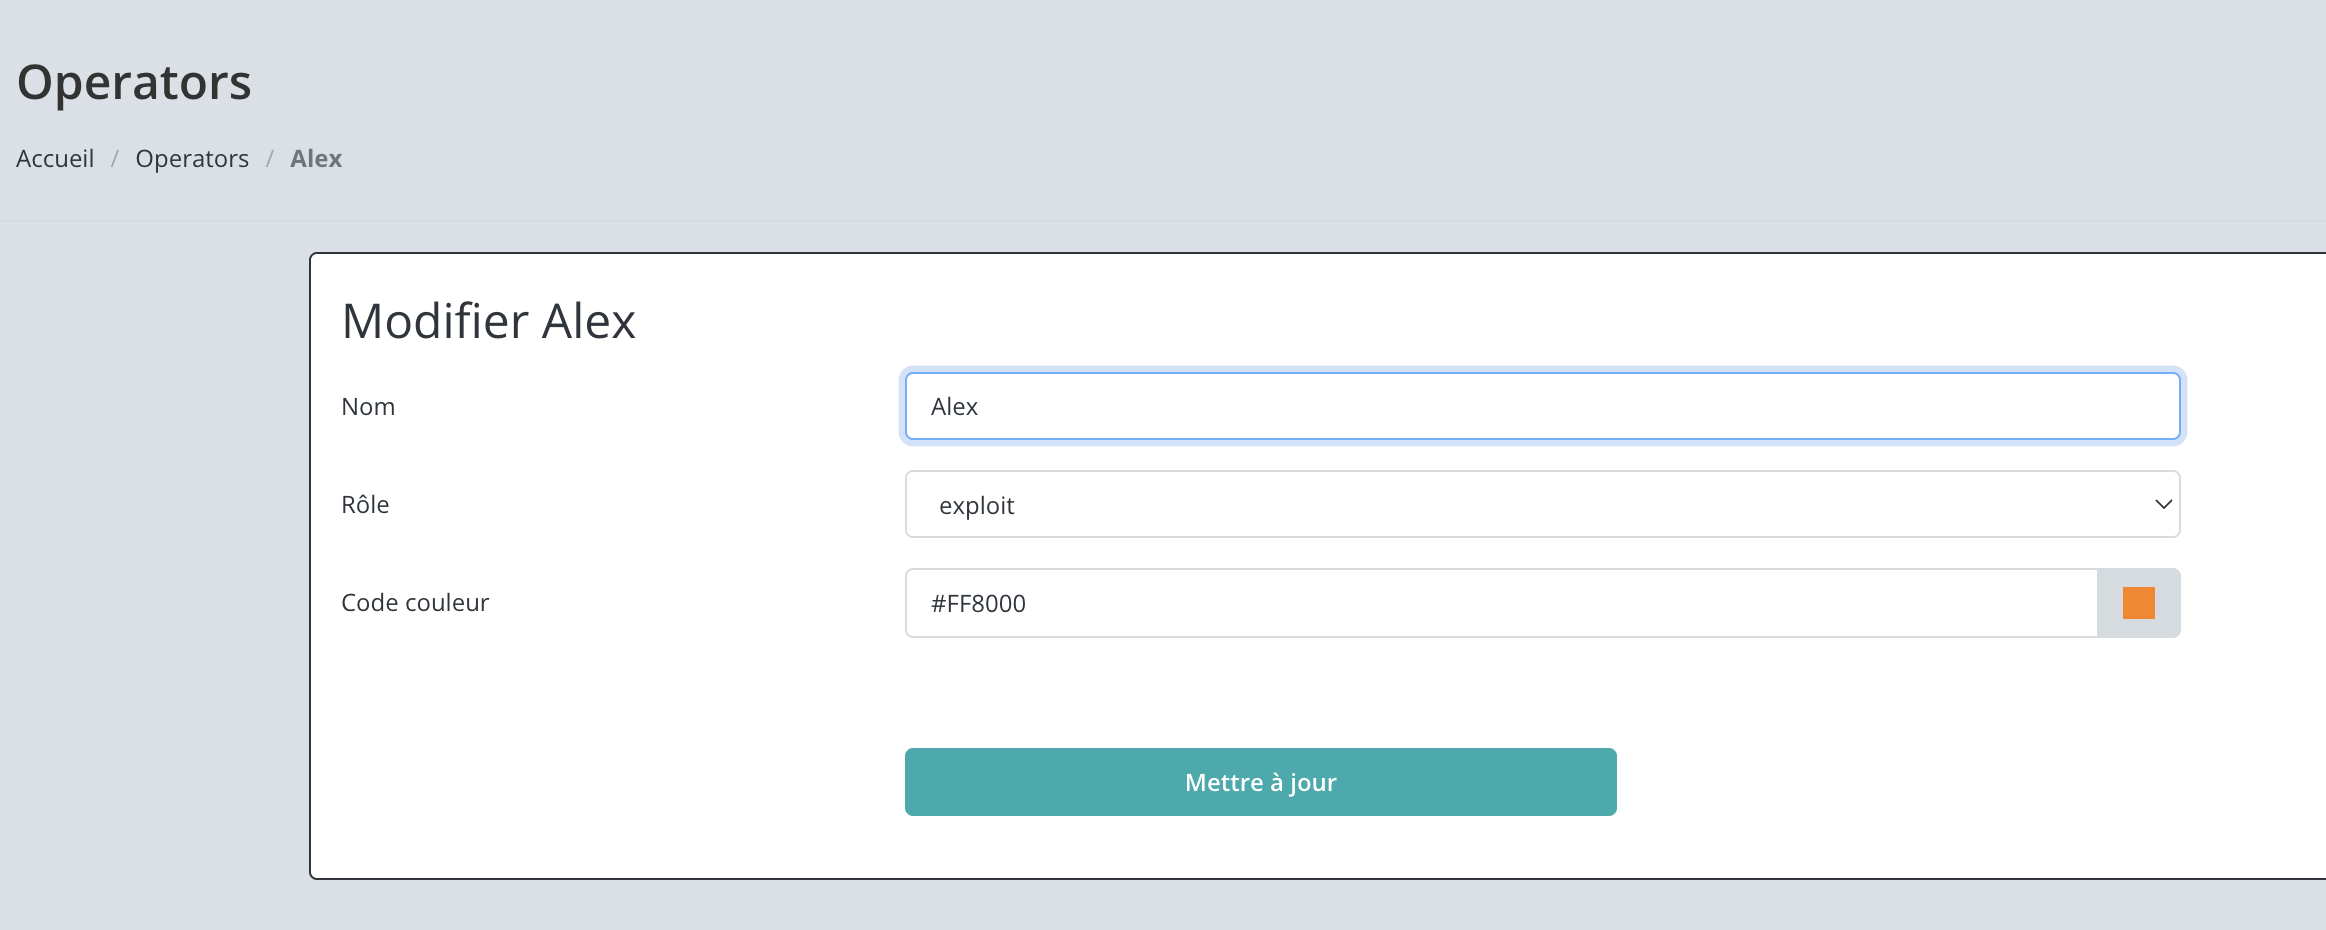 Operators
Accueil / Operators / Alex
Modifier Alex
Nom
Alex
Rôle
exploit
Code couleur
#FF8000
Mettre à jour